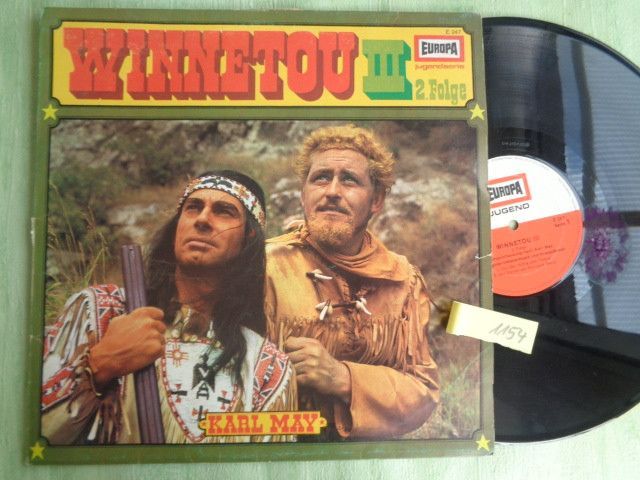 E 247
WINNETOU III
EUROPA
jugendserie
2. Folge
KARL MAY
EUROPA
JUGEND
WINNETOU III
1154